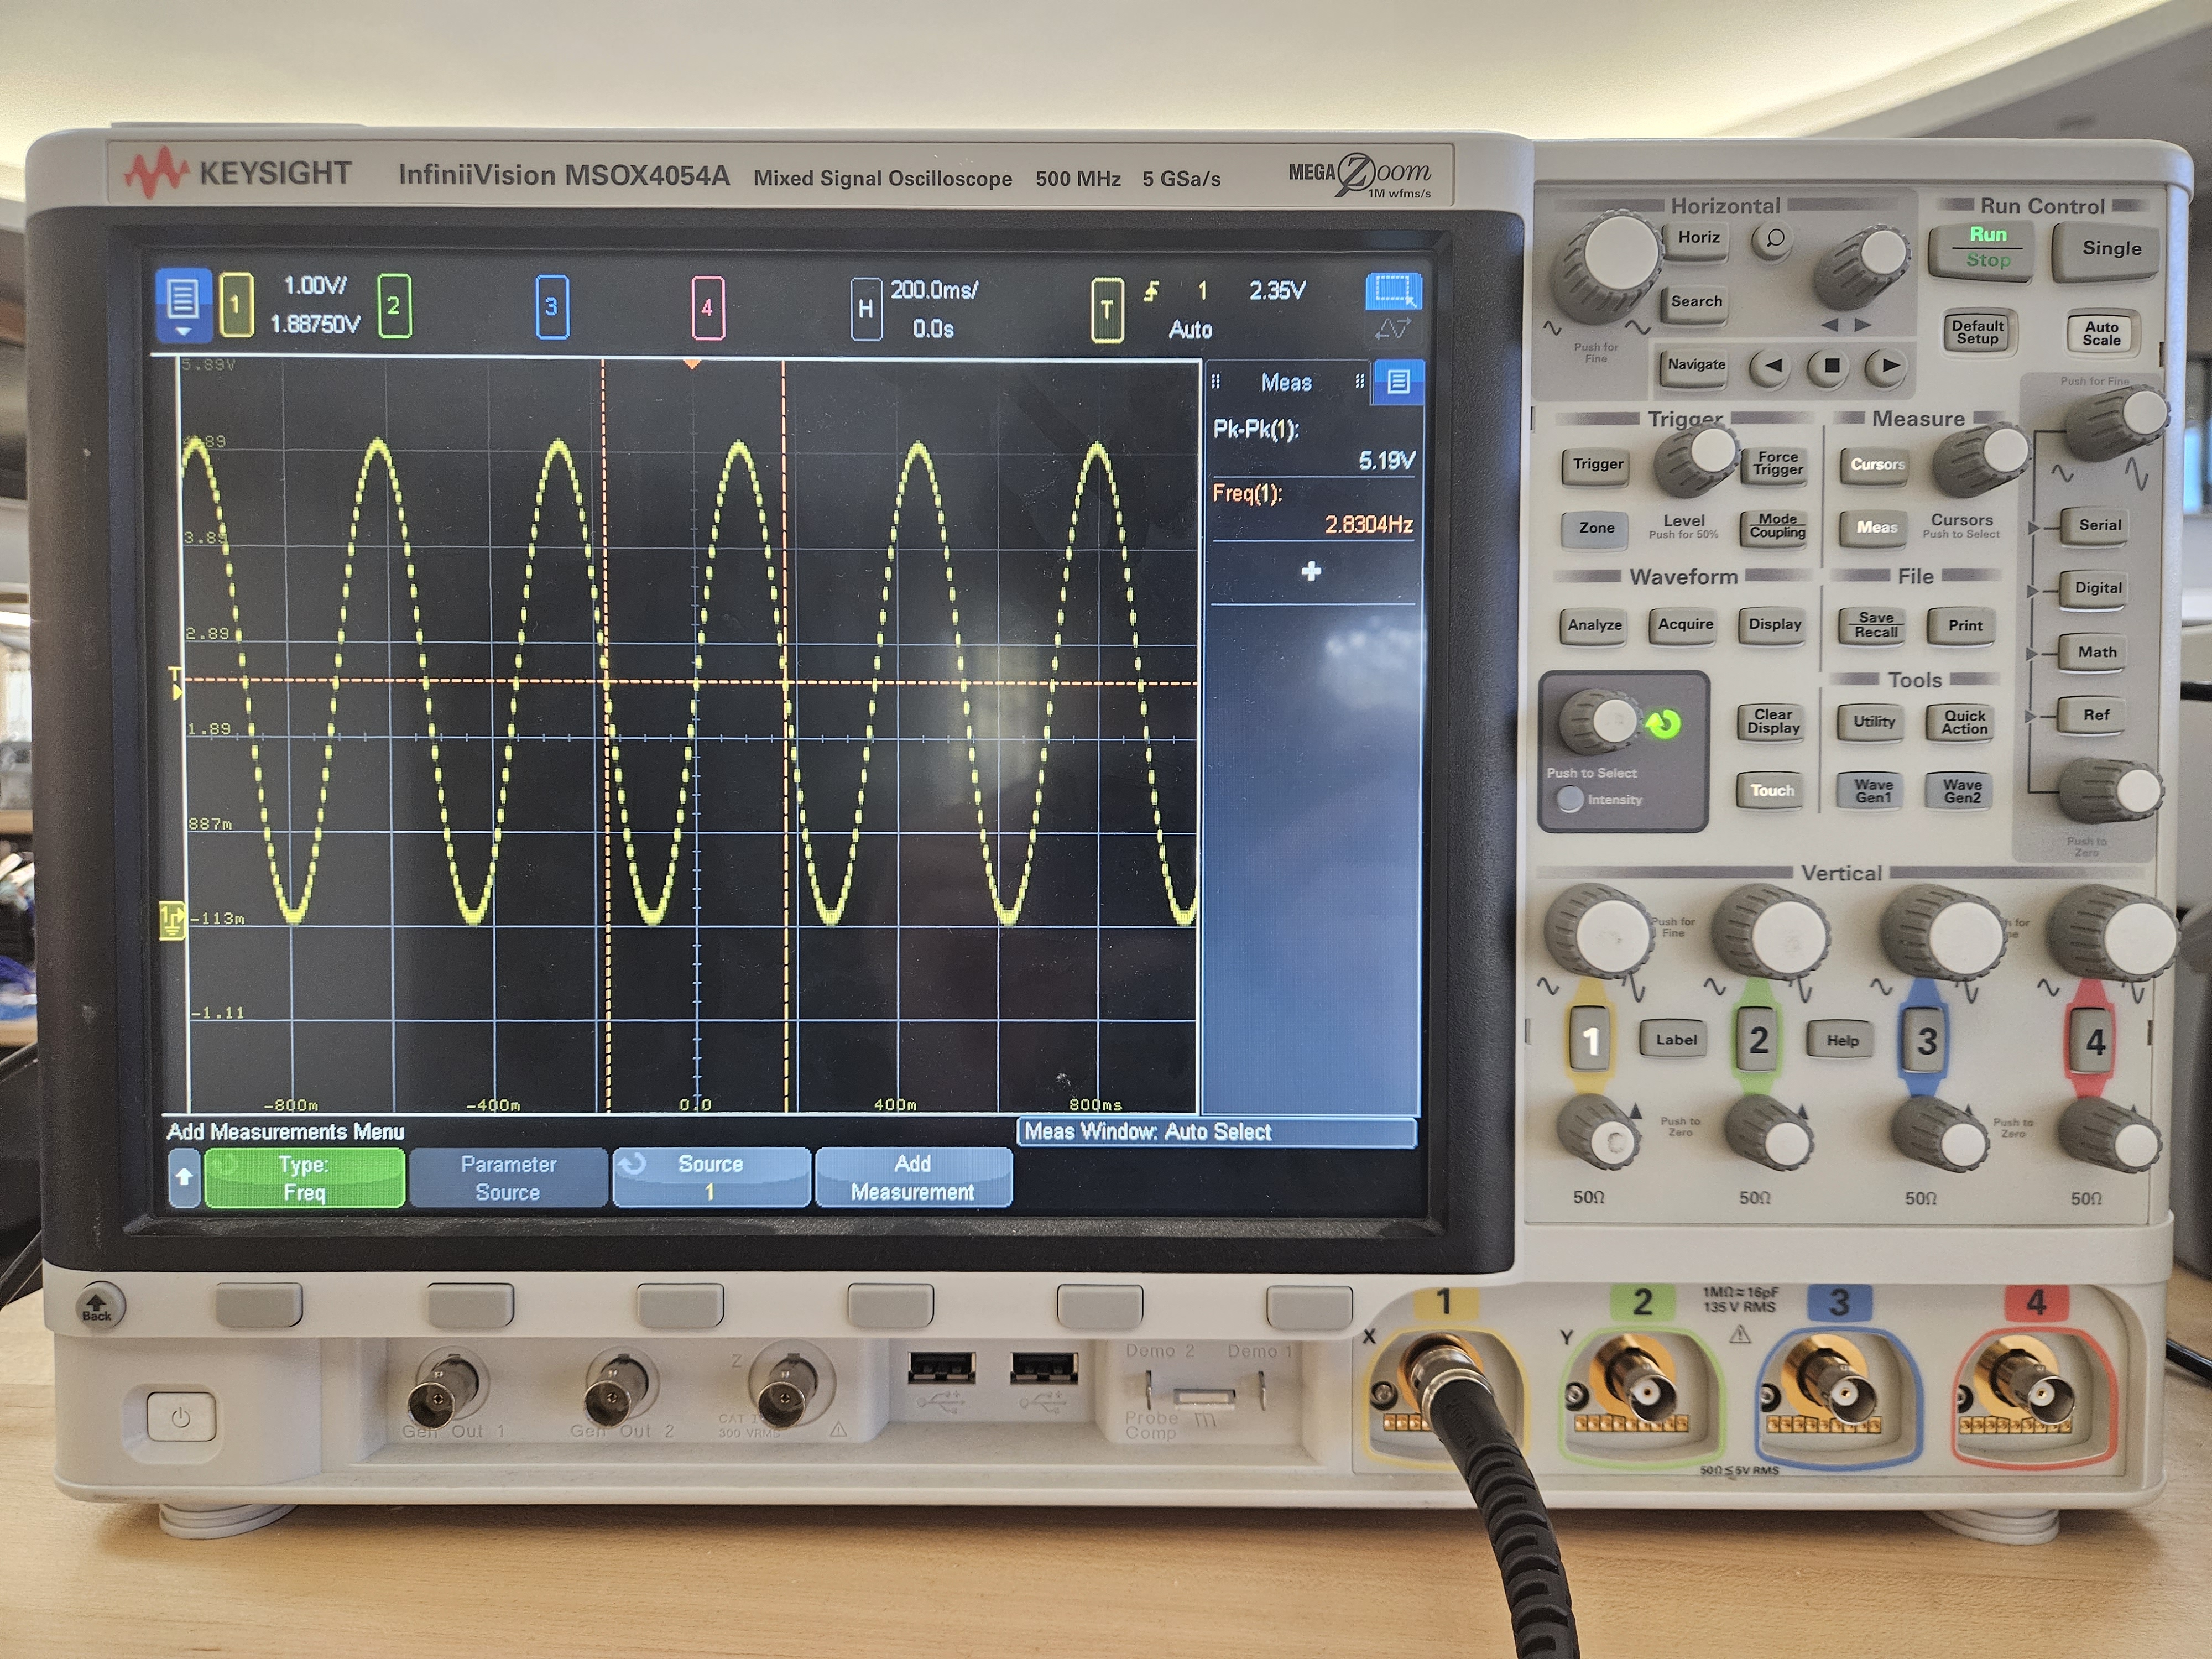 KEYSIGHT InfiniiVision MSOX4054A Mixed Signal Oscilloscope 500 MHz 5 GSa/s MEGA Zoom
1M wfms/s
1 1.00V/ 2 3 4 H 200.0ms/ T 1 2.35V
1.88750V 0.0s Auto
5.89V
4.89
3.89
2.89
T
1.89
887m
-113m
-1.11
-800m -400m 0.0 400m 800ms
Meas
Pk-Pk(1):
5.19V
Freq(1):
2.8304Hz
+
Add Measurements Menu
Meas Window: Auto Select
Type:
Freq
Parameter
Source
Source
1
Add
Measurement
Back
Gen Out 1
Gen Out 2
Z
300 VRMS
Demo 2 Demo 1
Probe
Comp
Horizontal
Horiz
Search
Push for
Fine
Navigate
Run Control
Run
Stop
Single
Default
Setup
Auto
Scale
Push for Fine
Trigger
Trigger
Force
Trigger
Zone
Level
Push for 50%
Mode
Coupling
Measure
Cursors
Meas
Cursors
Push to Select
Serial
Digital
Math
Ref
Push to
Zero
Waveform
Analyze
Acquire
Display
File
Save
Recall
Print
Tools
Clear
Display
Utility
Quick
Action
Push to Select
Intensity
Touch
Wave
Gen1
Wave
Gen2
Vertical
Push for
Fine
1 Label 2 Help 3 4
Push to
Zero
Push to
Zero
50Ω 50Ω 50Ω 50Ω
1 2 3 4
1MΩ≂16pF
135 V RMS
X Y
50Ω≤5V RMS